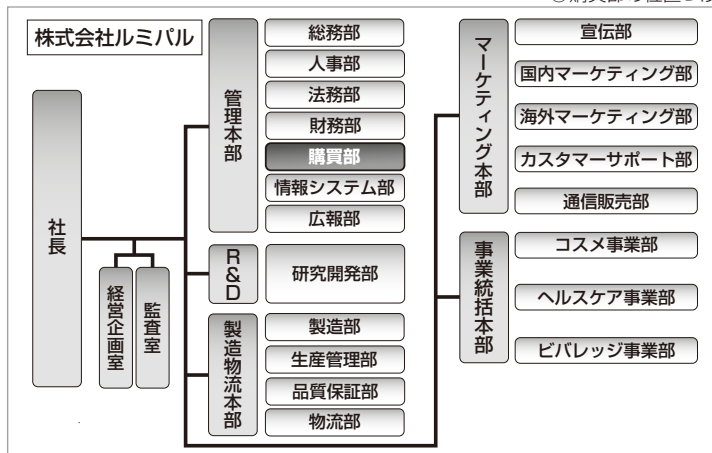 株式会社ルミパル
社長
経営企画室
監査室
管理本部
総務部
人事部
法務部
財務部
購買部
情報システム部
広報部
R&D
研究開発部
製造物流本部
製造部
生産管理部
品質保証部
物流部
マーケティング本部
宣伝部
国内マーケティング部
海外マーケティング部
カスタマーサポート部
通信販売部
事業統括本部
コスメ事業部
ヘルスケア事業部
ビバレッジ事業部